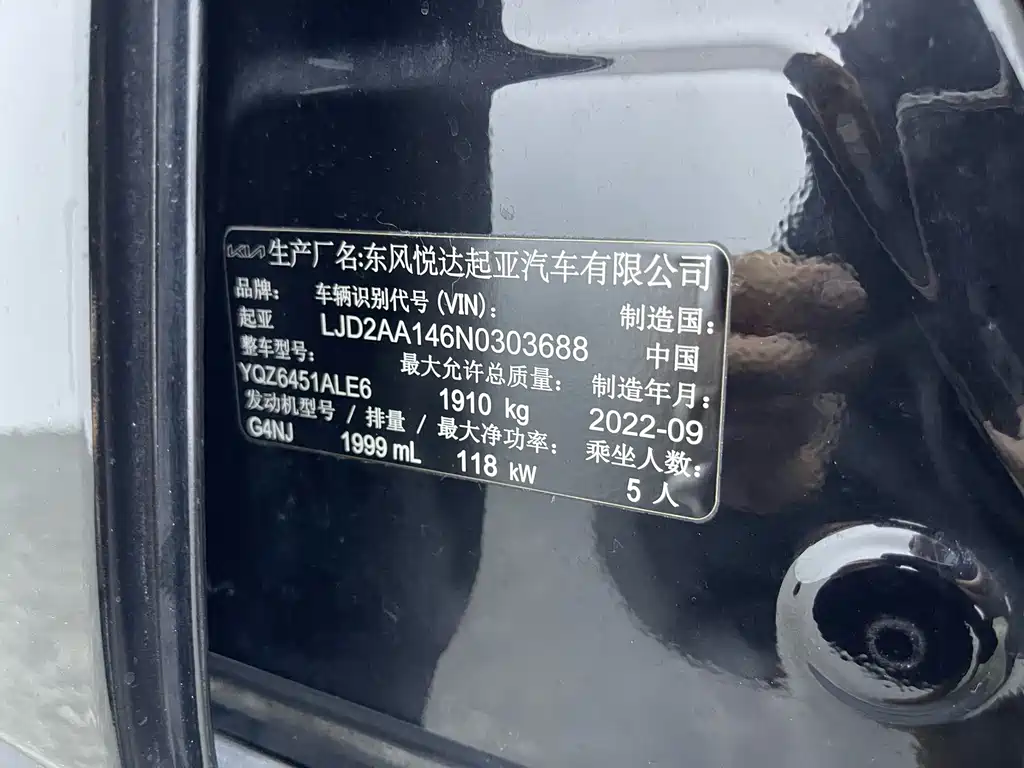 KIA 生产厂名:东风悦达起亚汽车有限公司
品牌: 车辆识别代号 (VIN): 制造国:
起亚 LJD2AA146N0303688 中国
整车型号: 最大允许总质量: 制造年月:
YQZ6451ALE6 1910 kg 2022-09
发动机型号 / 排量 / 最大净功率: 乘坐人数:
G4NJ 1999 mL 118 kW 5 人